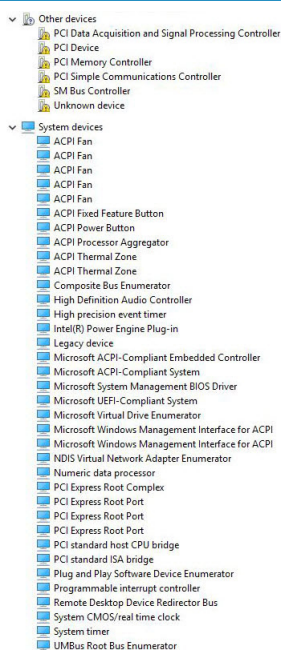 Other devices
PCI Data Acquisition and Signal Processing Controller
PCI Device
PCI Memory Controller
PCI Simple Communications Controller
SM Bus Controller
Unknown device
System devices
ACPI Fan
ACPI Fan
ACPI Fan
ACPI Fan
ACPI Fan
ACPI Fixed Feature Button
ACPI Power Button
ACPI Processor Aggregator
ACPI Thermal Zone
ACPI Thermal Zone
Composite Bus Enumerator
High Definition Audio Controller
High precision event timer
Intel(R) Power Engine Plug-in
Legacy device
Microsoft ACPI-Compliant Embedded Controller
Microsoft ACPI-Compliant System
Microsoft System Management BIOS Driver
Microsoft UEFI-Compliant System
Microsoft Virtual Drive Enumerator
Microsoft Windows Management Interface for ACPI
Microsoft Windows Management Interface for ACPI
NDIS Virtual Network Adapter Enumerator
Numeric data processor
PCI Express Root Complex
PCI Express Root Port
PCI Express Root Port
PCI Express Root Port
PCI standard host CPU bridge
PCI standard ISA bridge
Plug and Play Software Device Enumerator
Programmable interrupt controller
Remote Desktop Device Redirector Bus
System CMOS/real time clock
System timer
UMBus Root Bus Enumerator